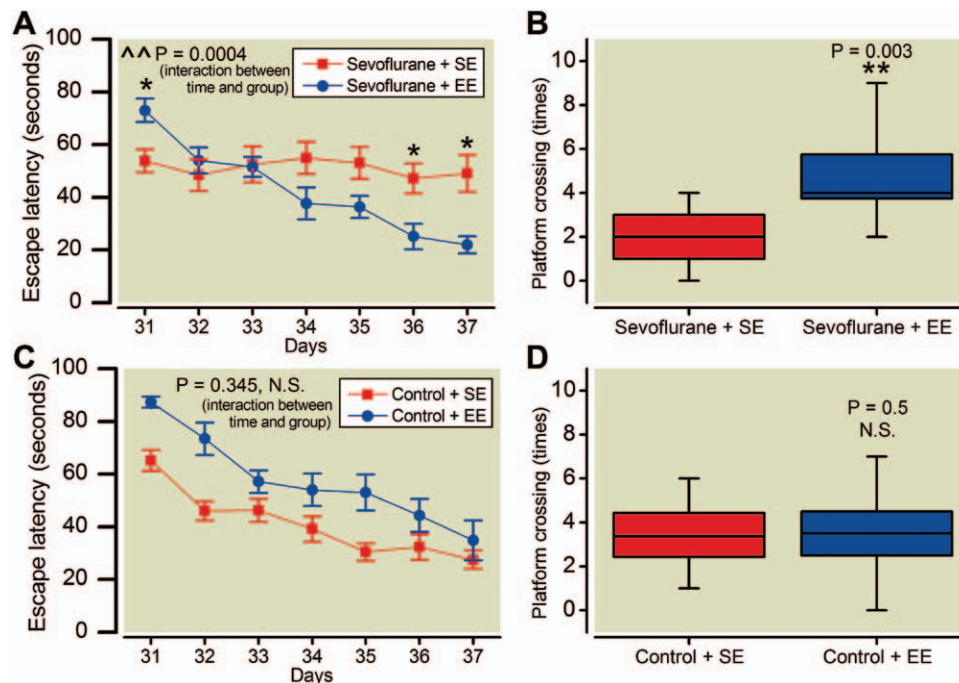 A
Escape latency (seconds)
100
80
60
40
20
0
^^ P = 0.0004
(interaction between
time and group)
Sevoflurane + SE
Sevoflurane + EE
*
*
*
31 32 33 34 35 36 37
Days
B
Platform crossing (times)
10
8
6
4
2
0
P = 0.003
**
Sevoflurane + SE Sevoflurane + EE
C
Escape latency (seconds)
100
80
60
40
20
0
P = 0.345, N.S.
(interaction between
time and group)
Control + SE
Control + EE
31 32 33 34 35 36 37
Days
D
Platform crossing (times)
10
8
6
4
2
0
P = 0.5
N.S.
Control + SE Control + EE